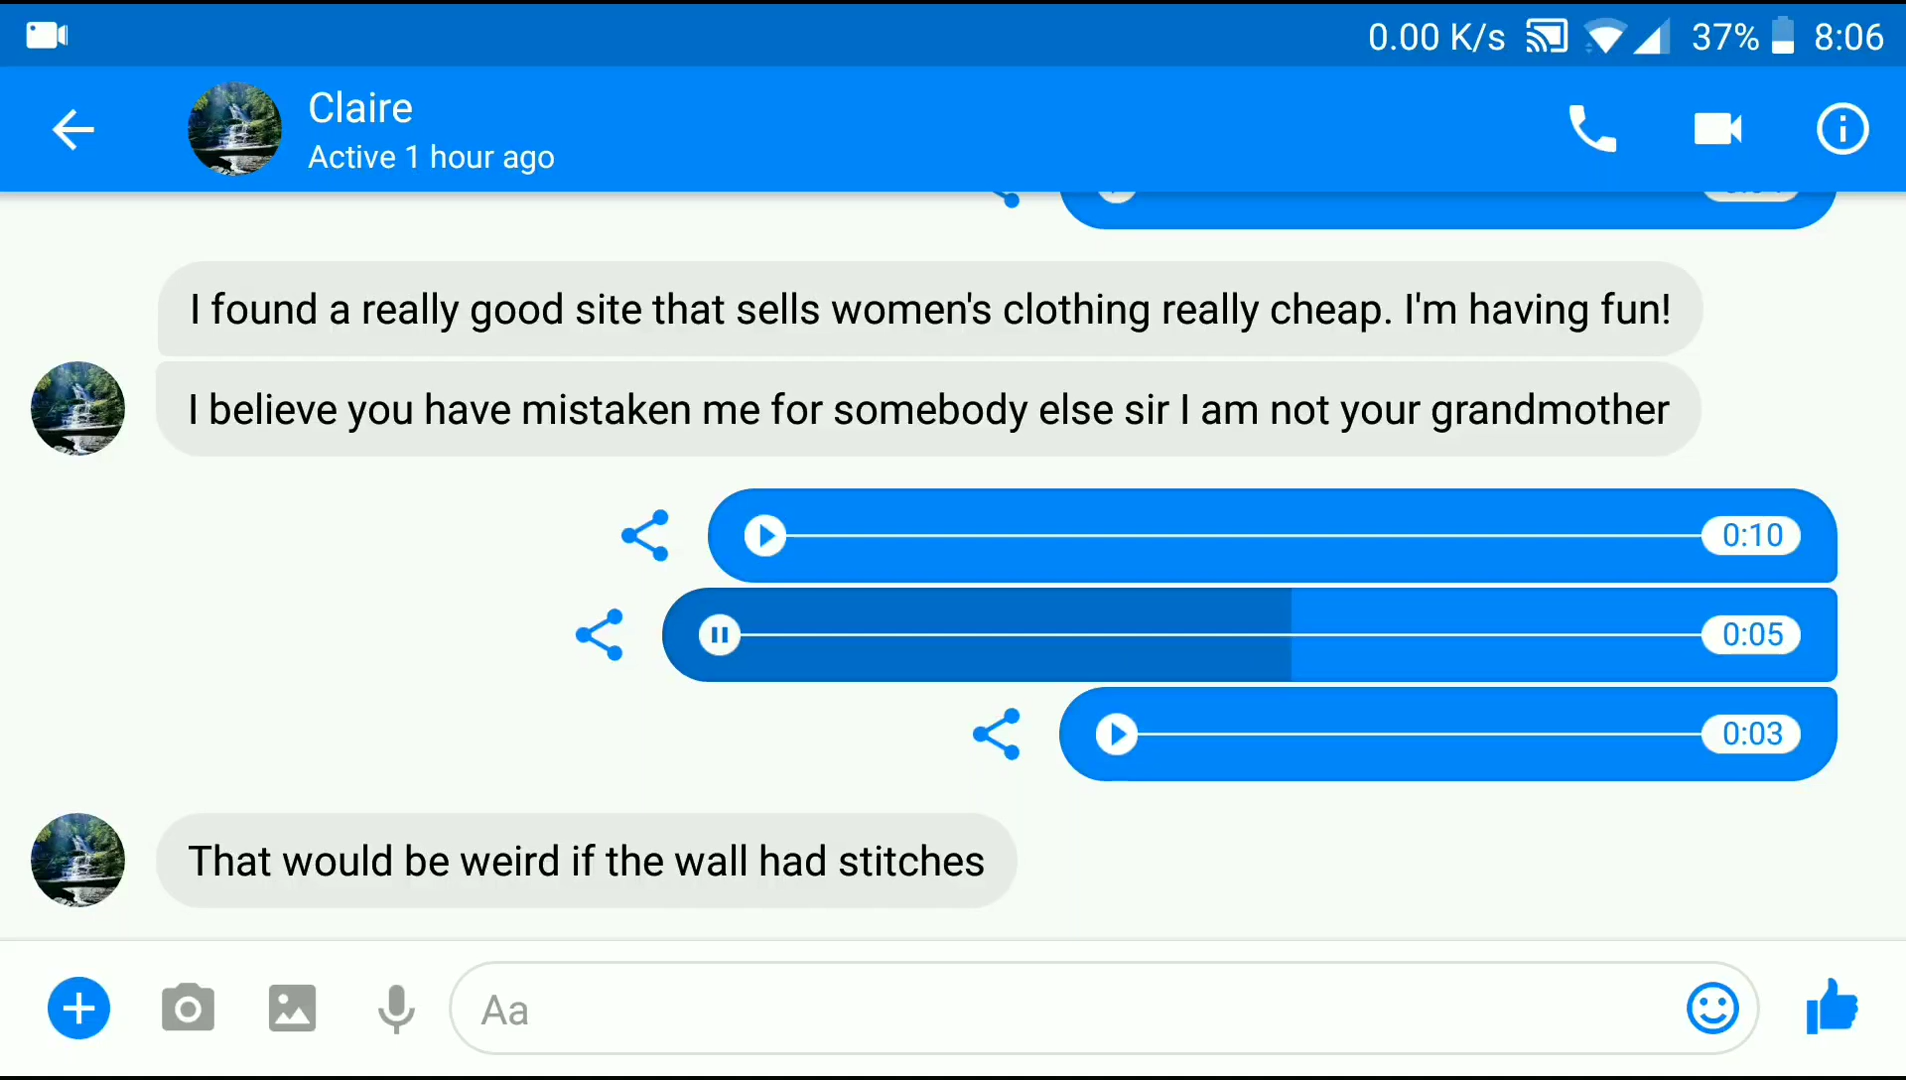 0.00 K/s 37% 8:06
Claire
Active 1 hour ago
I found a really good site that sells women's clothing really cheap. I'm having fun!
I believe you have mistaken me for somebody else sir I am not your grandmother
0:10
0:05
0:03
That would be weird if the wall had stitches
Aa